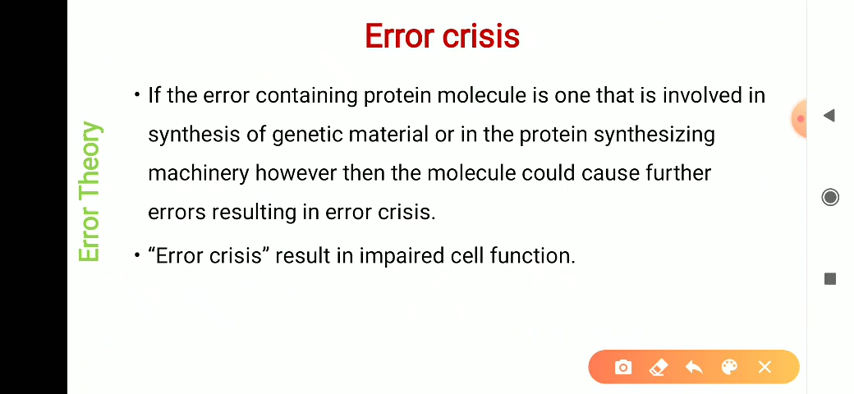 Error crisis
Error Theory
• If the error containing protein molecule is one that is involved in
synthesis of genetic material or in the protein synthesizing
machinery however then the molecule could cause further
errors resulting in error crisis.
• “Error crisis” result in impaired cell function.